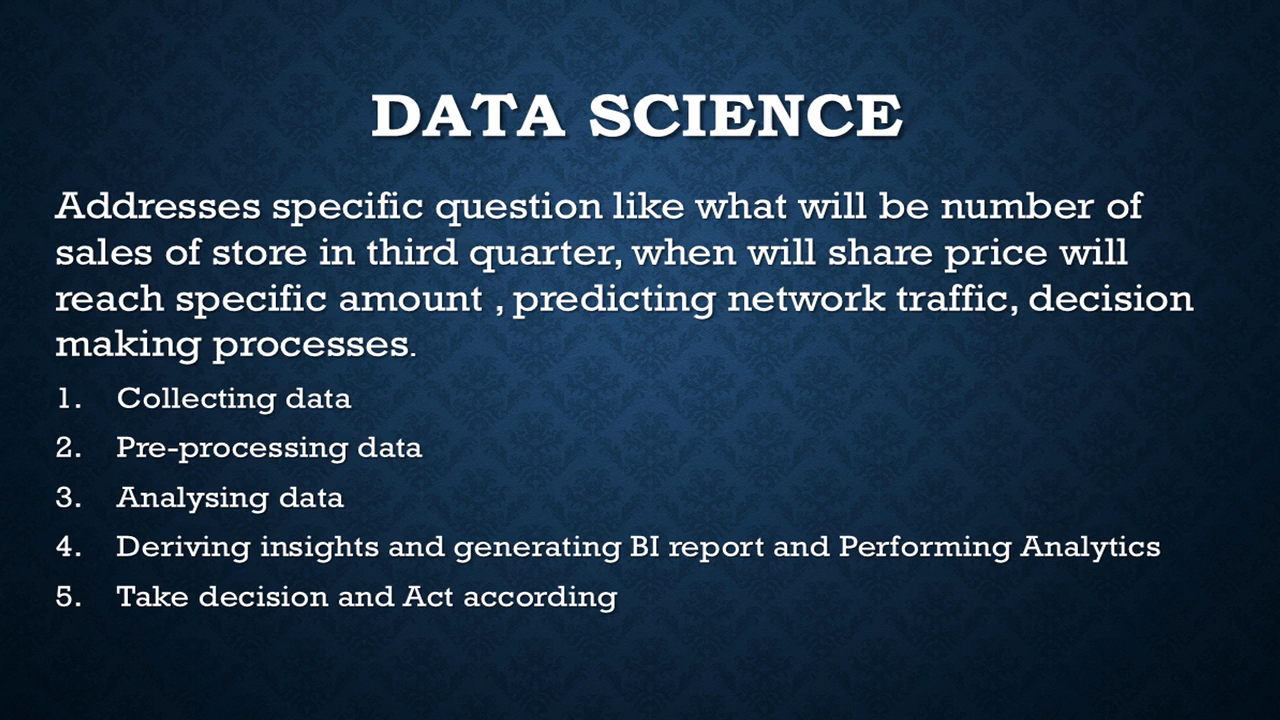 DATA SCIENCE
Addresses specific question like what will be number of
sales of store in third quarter, when will share price will
reach specific amount , predicting network traffic, decision
making processes.
1. Collecting data
2. Pre-processing data
3. Analysing data
4. Deriving insights and generating BI report and Performing Analytics
5. Take decision and Act according